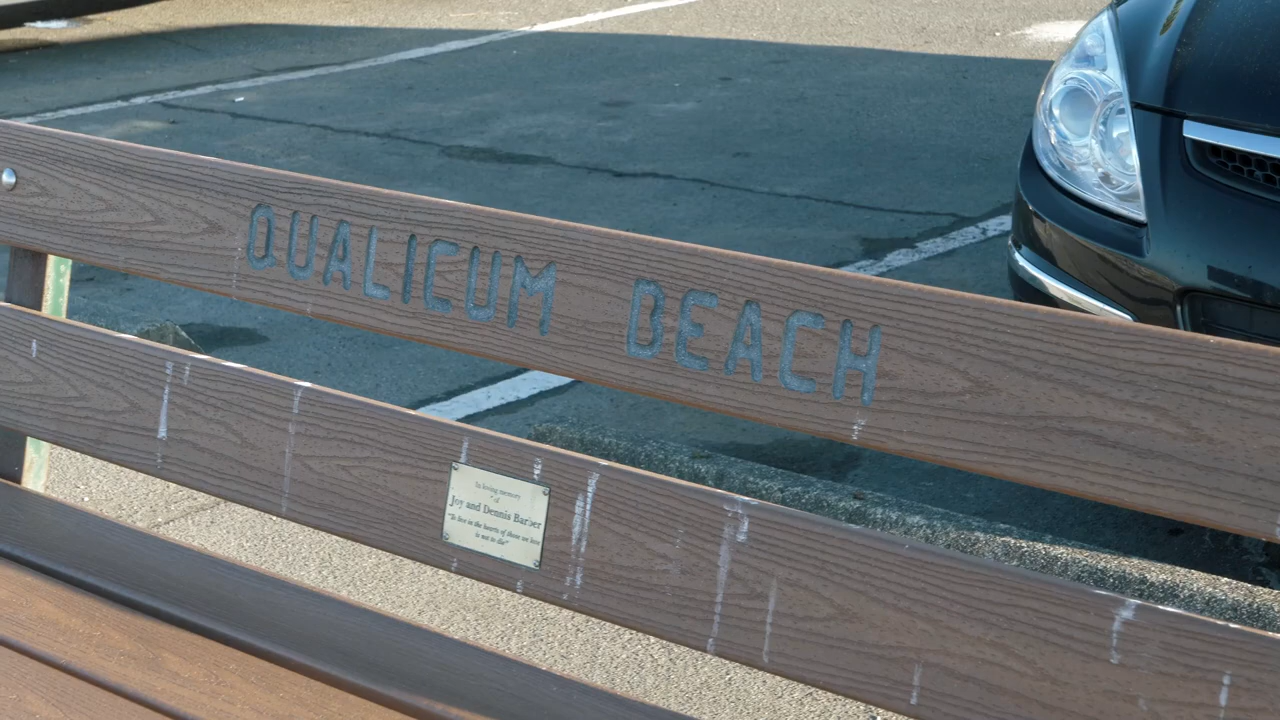 QUALICUM BEACH
In loving memory
of
Joy and Dennis Barber
"To live in the hearts of those we love
is not to die"